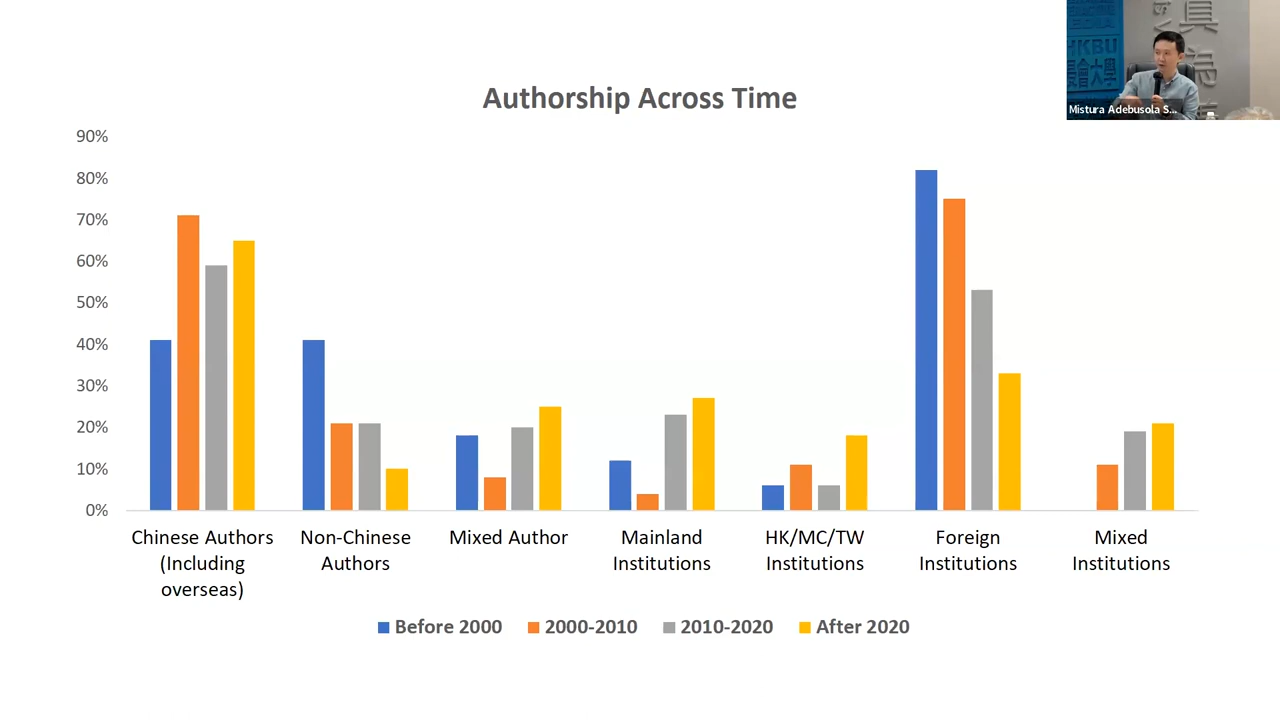 Authorship Across Time
90%
80%
70%
60%
50%
40%
30%
20%
10%
0%
Chinese Authors
(Including
overseas)
Non-Chinese
Authors
Mixed Author
Mainland
Institutions
HK/MC/TW
Institutions
Foreign
Institutions
Mixed
Institutions
Before 2000
2000-2010
2010-2020
After 2020
HKBU
Mistura Adebusola S...